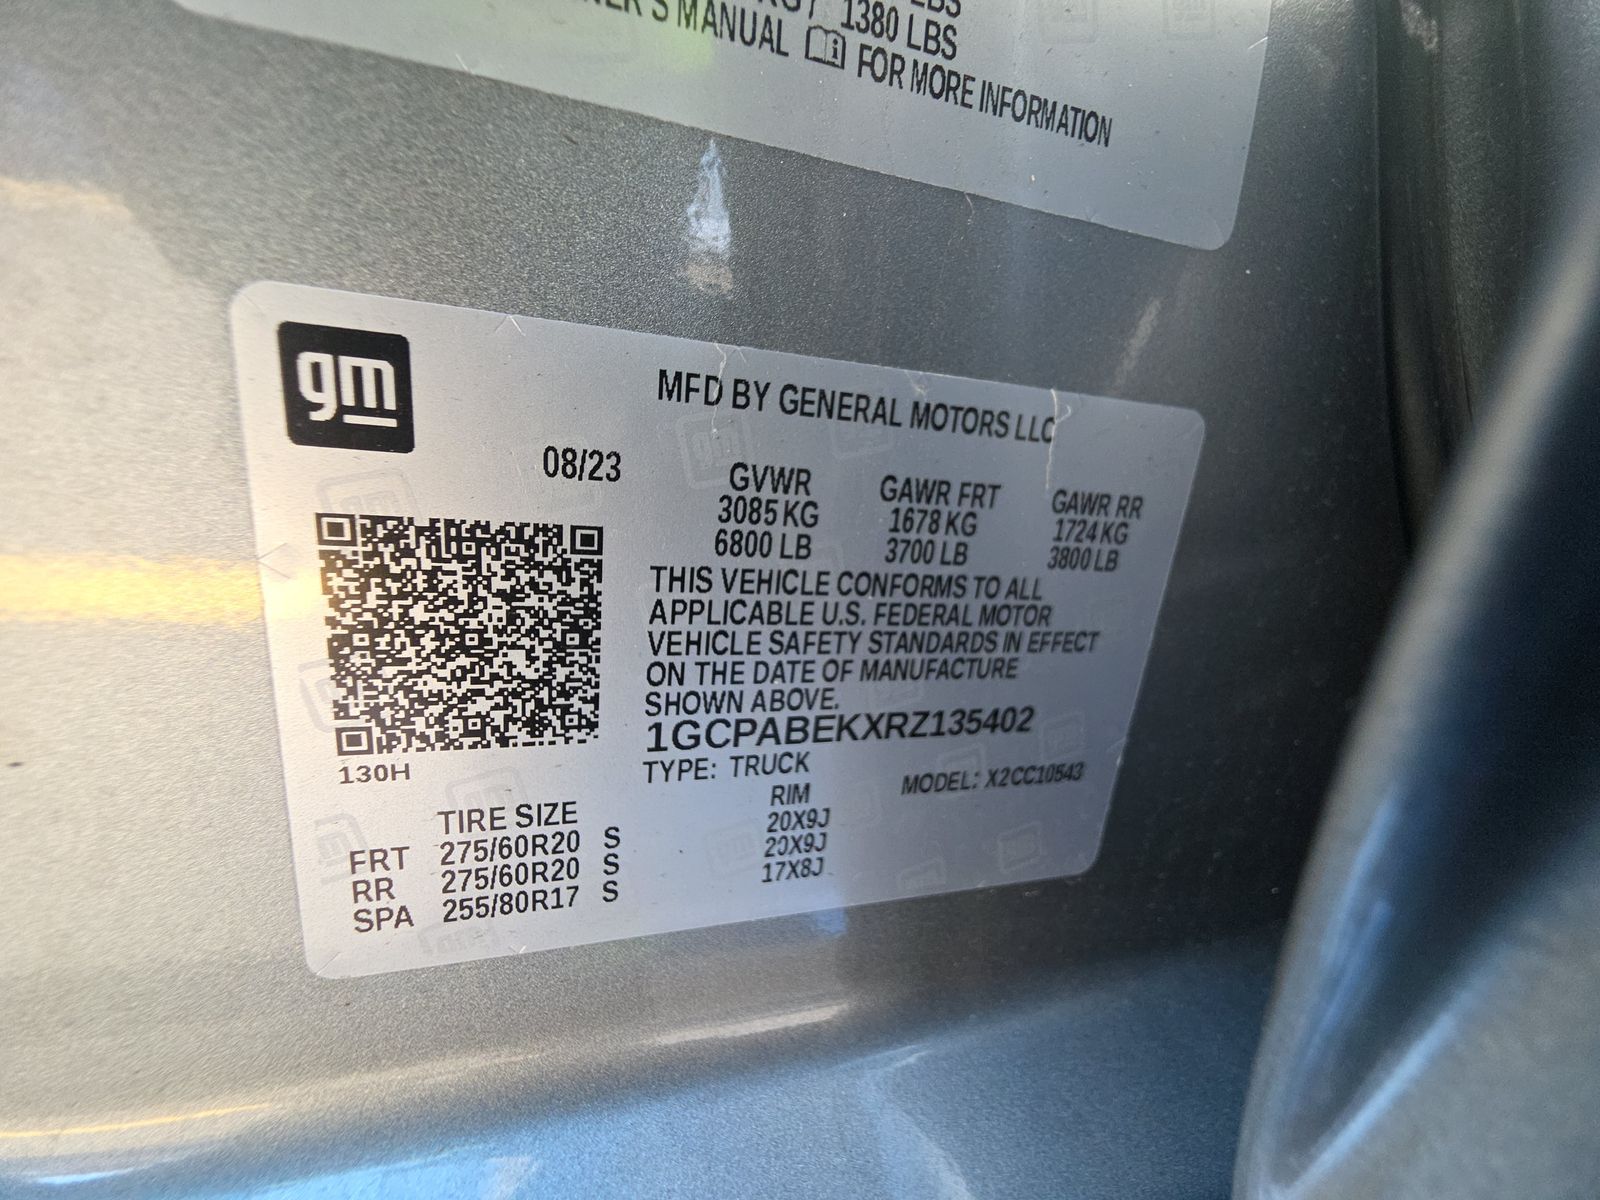 LBS
1380 LBS
'S MANUAL FOR MORE INFORMATION
gm
MFD BY GENERAL MOTORS LLC
08/23
GVWR GAWR FRT GAWR RR
3085 KG 1678 KG 1724 KG
6800 LB 3700 LB 3800 LB
THIS VEHICLE CONFORMS TO ALL
APPLICABLE U.S. FEDERAL MOTOR
VEHICLE SAFETY STANDARDS IN EFFECT
ON THE DATE OF MANUFACTURE
SHOWN ABOVE.
1GCPABEKXRZ135402
130H
TYPE: TRUCK MODEL: X2CC10543
TIRE SIZE RIM
FRT 275/60R20 S 20X9J
RR 275/60R20 S 20X9J
SPA 255/80R17 S 17X8J